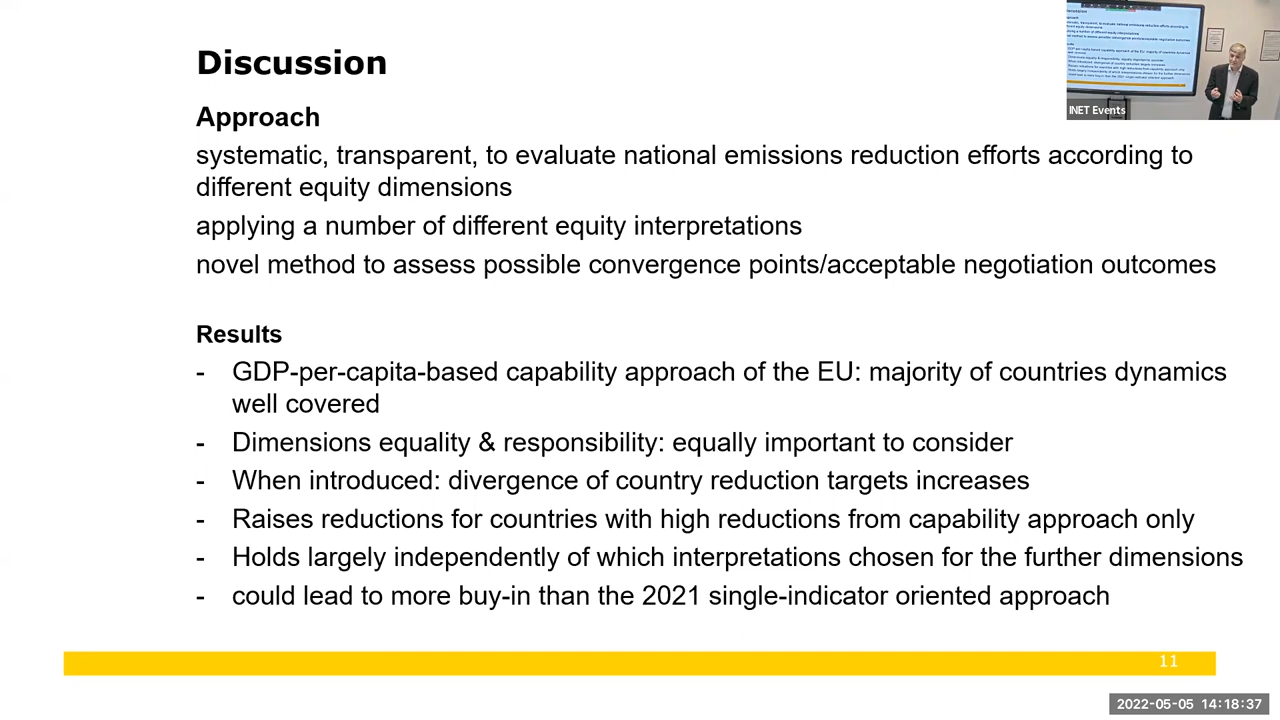 Discussion
Approach
systematic, transparent, to evaluate national emissions reduction efforts according to
different equity dimensions
applying a number of different equity interpretations
novel method to assess possible convergence points/acceptable negotiation outcomes
Results
- GDP-per-capita-based capability approach of the EU: majority of countries dynamics
well covered
- Dimensions equality & responsibility: equally important to consider
- When introduced: divergence of country reduction targets increases
- Raises reductions for countries with high reductions from capability approach only
- Holds largely independently of which interpretations chosen for the further dimensions
- could lead to more buy-in than the 2021 single-indicator oriented approach
11
INET Events
2022-05-05 14:18:37